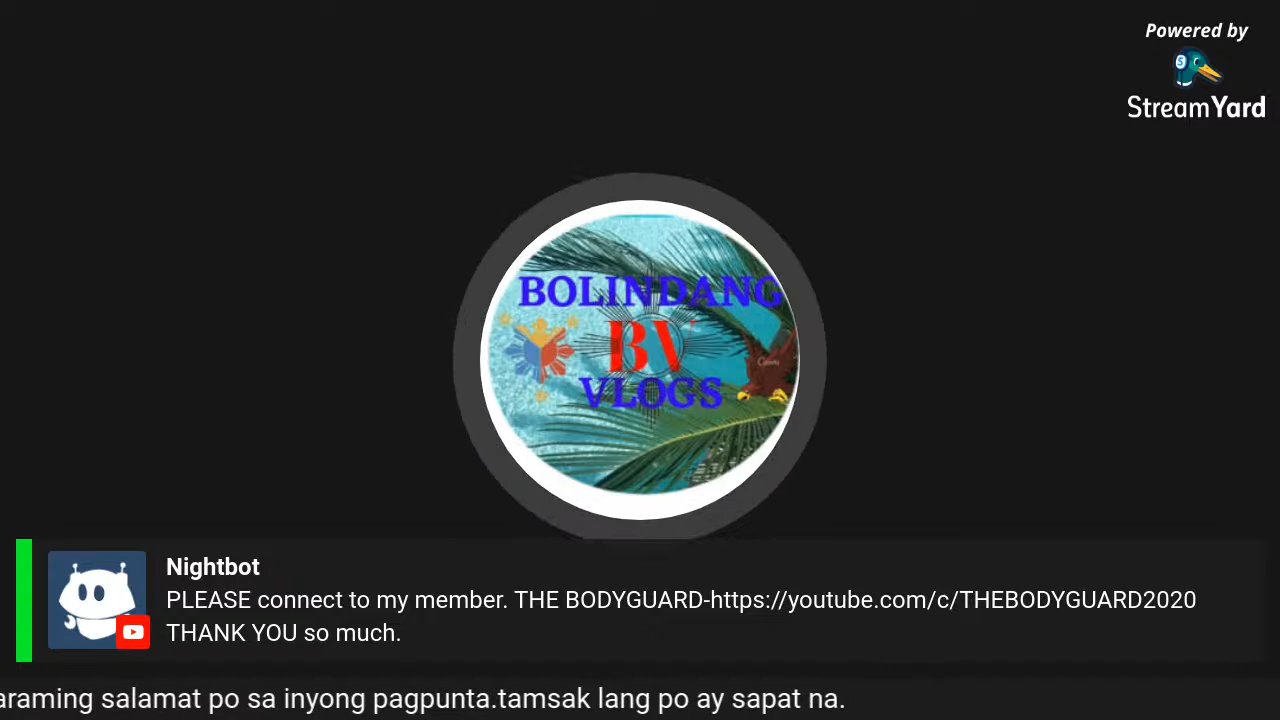 Powered by
StreamYard
BOLINDANG
BV
VLOGS
Canva
Nightbot
PLEASE connect to my member. THE BODYGUARD-https://youtube.com/c/THEBODYGUARD2020
THANK YOU so much.
araming salamat po sa inyong pagpunta.tamsak lang po ay sapat na.